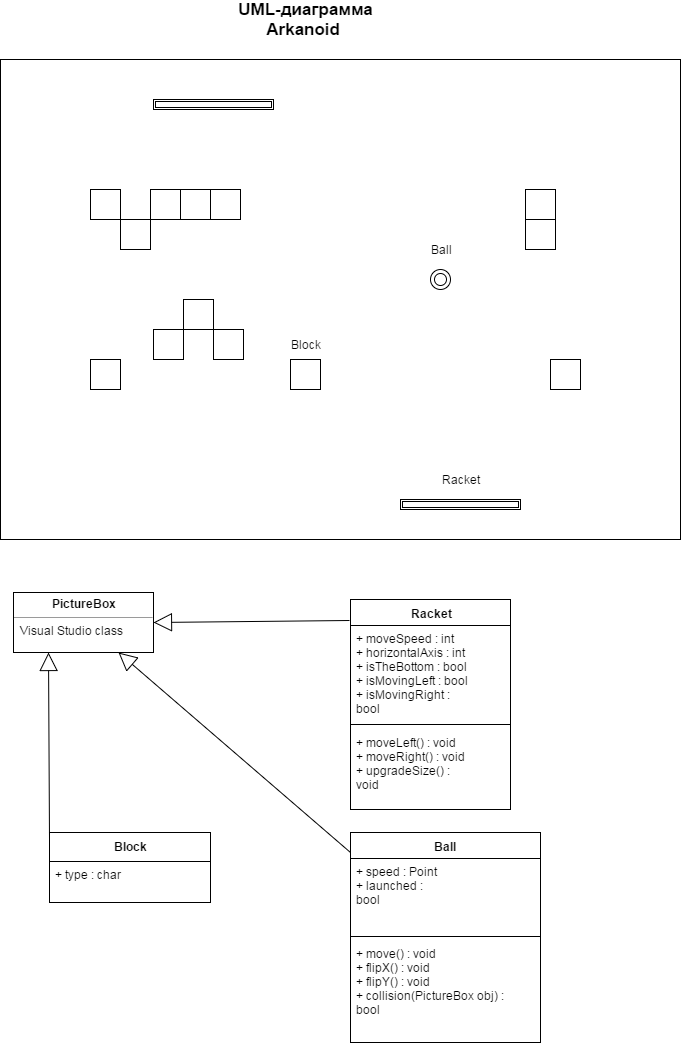 UML-диаграмма
Arkanoid
Ball
Block
Racket
PictureBox
Visual Studio class
Racket
+ moveSpeed : int
+ horizontalAxis : int
+ isTheBottom : bool
+ isMovingLeft : bool
+ isMovingRight :
bool
+ moveLeft() : void
+ moveRight() : void
+ upgradeSize() :
void
Block
+ type : char
Ball
+ speed : Point
+ launched :
bool
+ move() : void
+ flipX() : void
+ flipY() : void
+ collision(PictureBox obj) :
bool